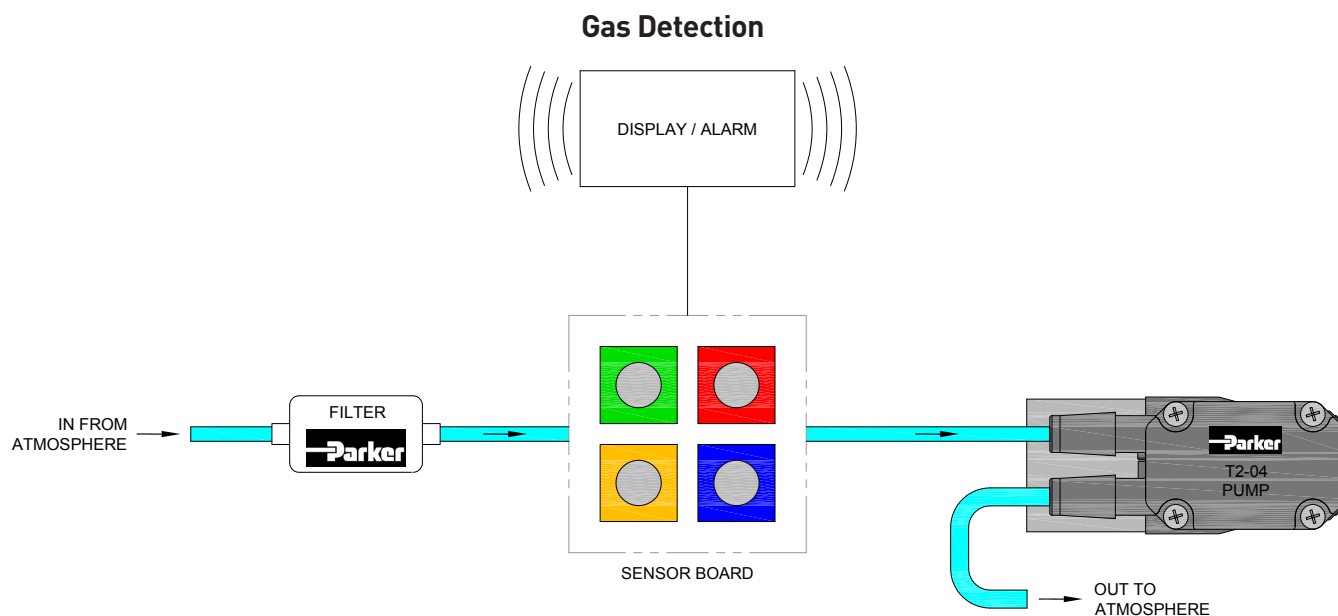 Gas Detection
DISPLAY / ALARM
IN FROM
ATMOSPHERE
FILTER
Parker
SENSOR BOARD
Parker
T2-04
PUMP
OUT TO
ATMOSPHERE